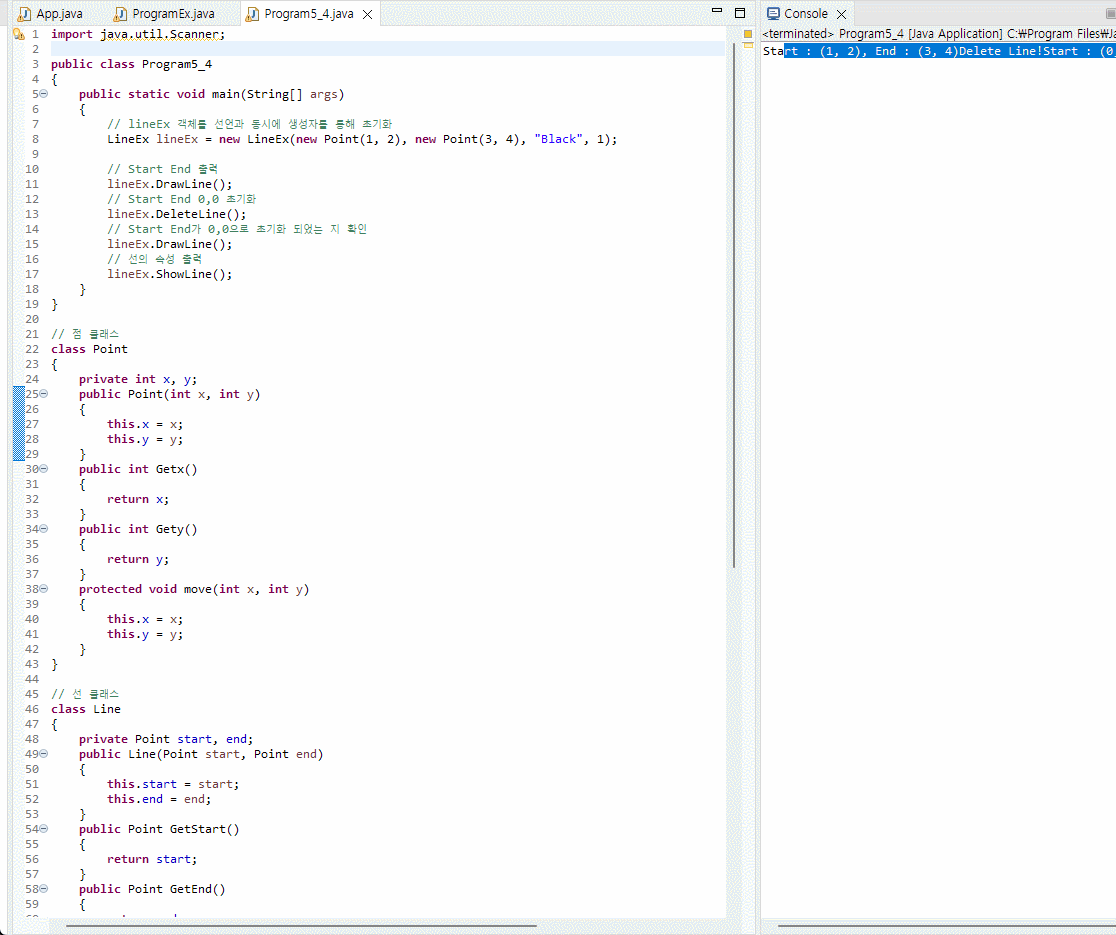 App.java ProgramEx.java Program5_4.java
1 import java.util.Scanner;
2
3 public class Program5_4
4 {
5 public static void main(String[] args)
6 {
7 // lineEx 객체를 선언과 동시에 생성자를 통해 초기화
8 LineEx lineEx = new LineEx(new Point(1, 2), new Point(3, 4), "Black", 1);
9
10 // Start End 출력
11 lineEx.DrawLine();
12 // Start End 0,0 초기화
13 lineEx.DeleteLine();
14 // Start End가 0,0으로 초기화 되었는 지 확인
15 lineEx.DrawLine();
16 // 선의 속성 출력
17 lineEx.ShowLine();
18 }
19 }
20
21 // 점 클래스
22 class Point
23 {
24 private int x, y;
25 public Point(int x, int y)
26 {
27 this.x = x;
28 this.y = y;
29 }
30 public int Getx()
31 {
32 return x;
33 }
34 public int Gety()
35 {
36 return y;
37 }
38 protected void move(int x, int y)
39 {
40 this.x = x;
41 this.y = y;
42 }
43 }
44
45 // 선 클래스
46 class Line
47 {
48 private Point start, end;
49 public Line(Point start, Point end)
50 {
51 this.start = start;
52 this.end = end;
53 }
54 public Point GetStart()
55 {
56 return start;
57 }
58 public Point GetEnd()
59 {
Console
<terminated> Program5_4 [Java Application] C:₩Program Files₩Ja
Start : (1, 2), End : (3, 4)Delete Line!Start : (0,